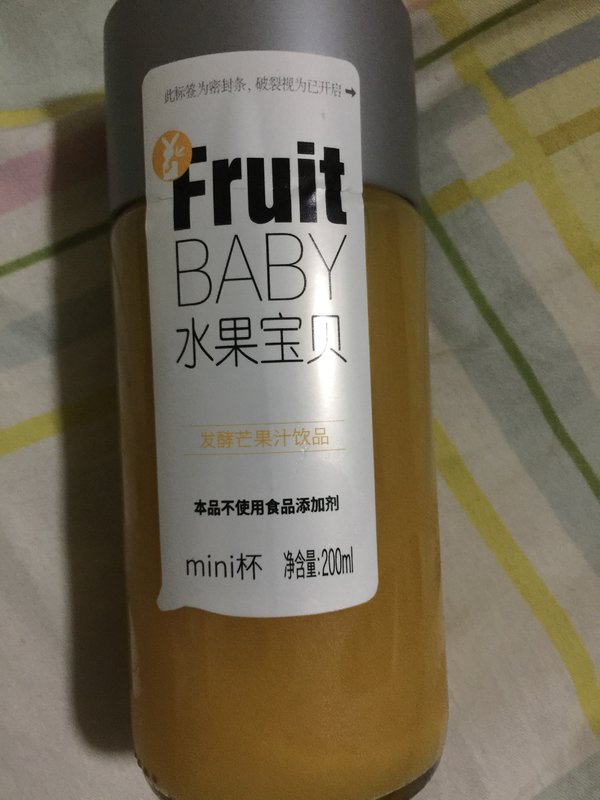 此标签为密封条，破裂视为已开启
Fruit
BABY
水果宝贝
发酵芒果汁饮品
本品不使用食品添加剂
mini杯 净含量:200ml